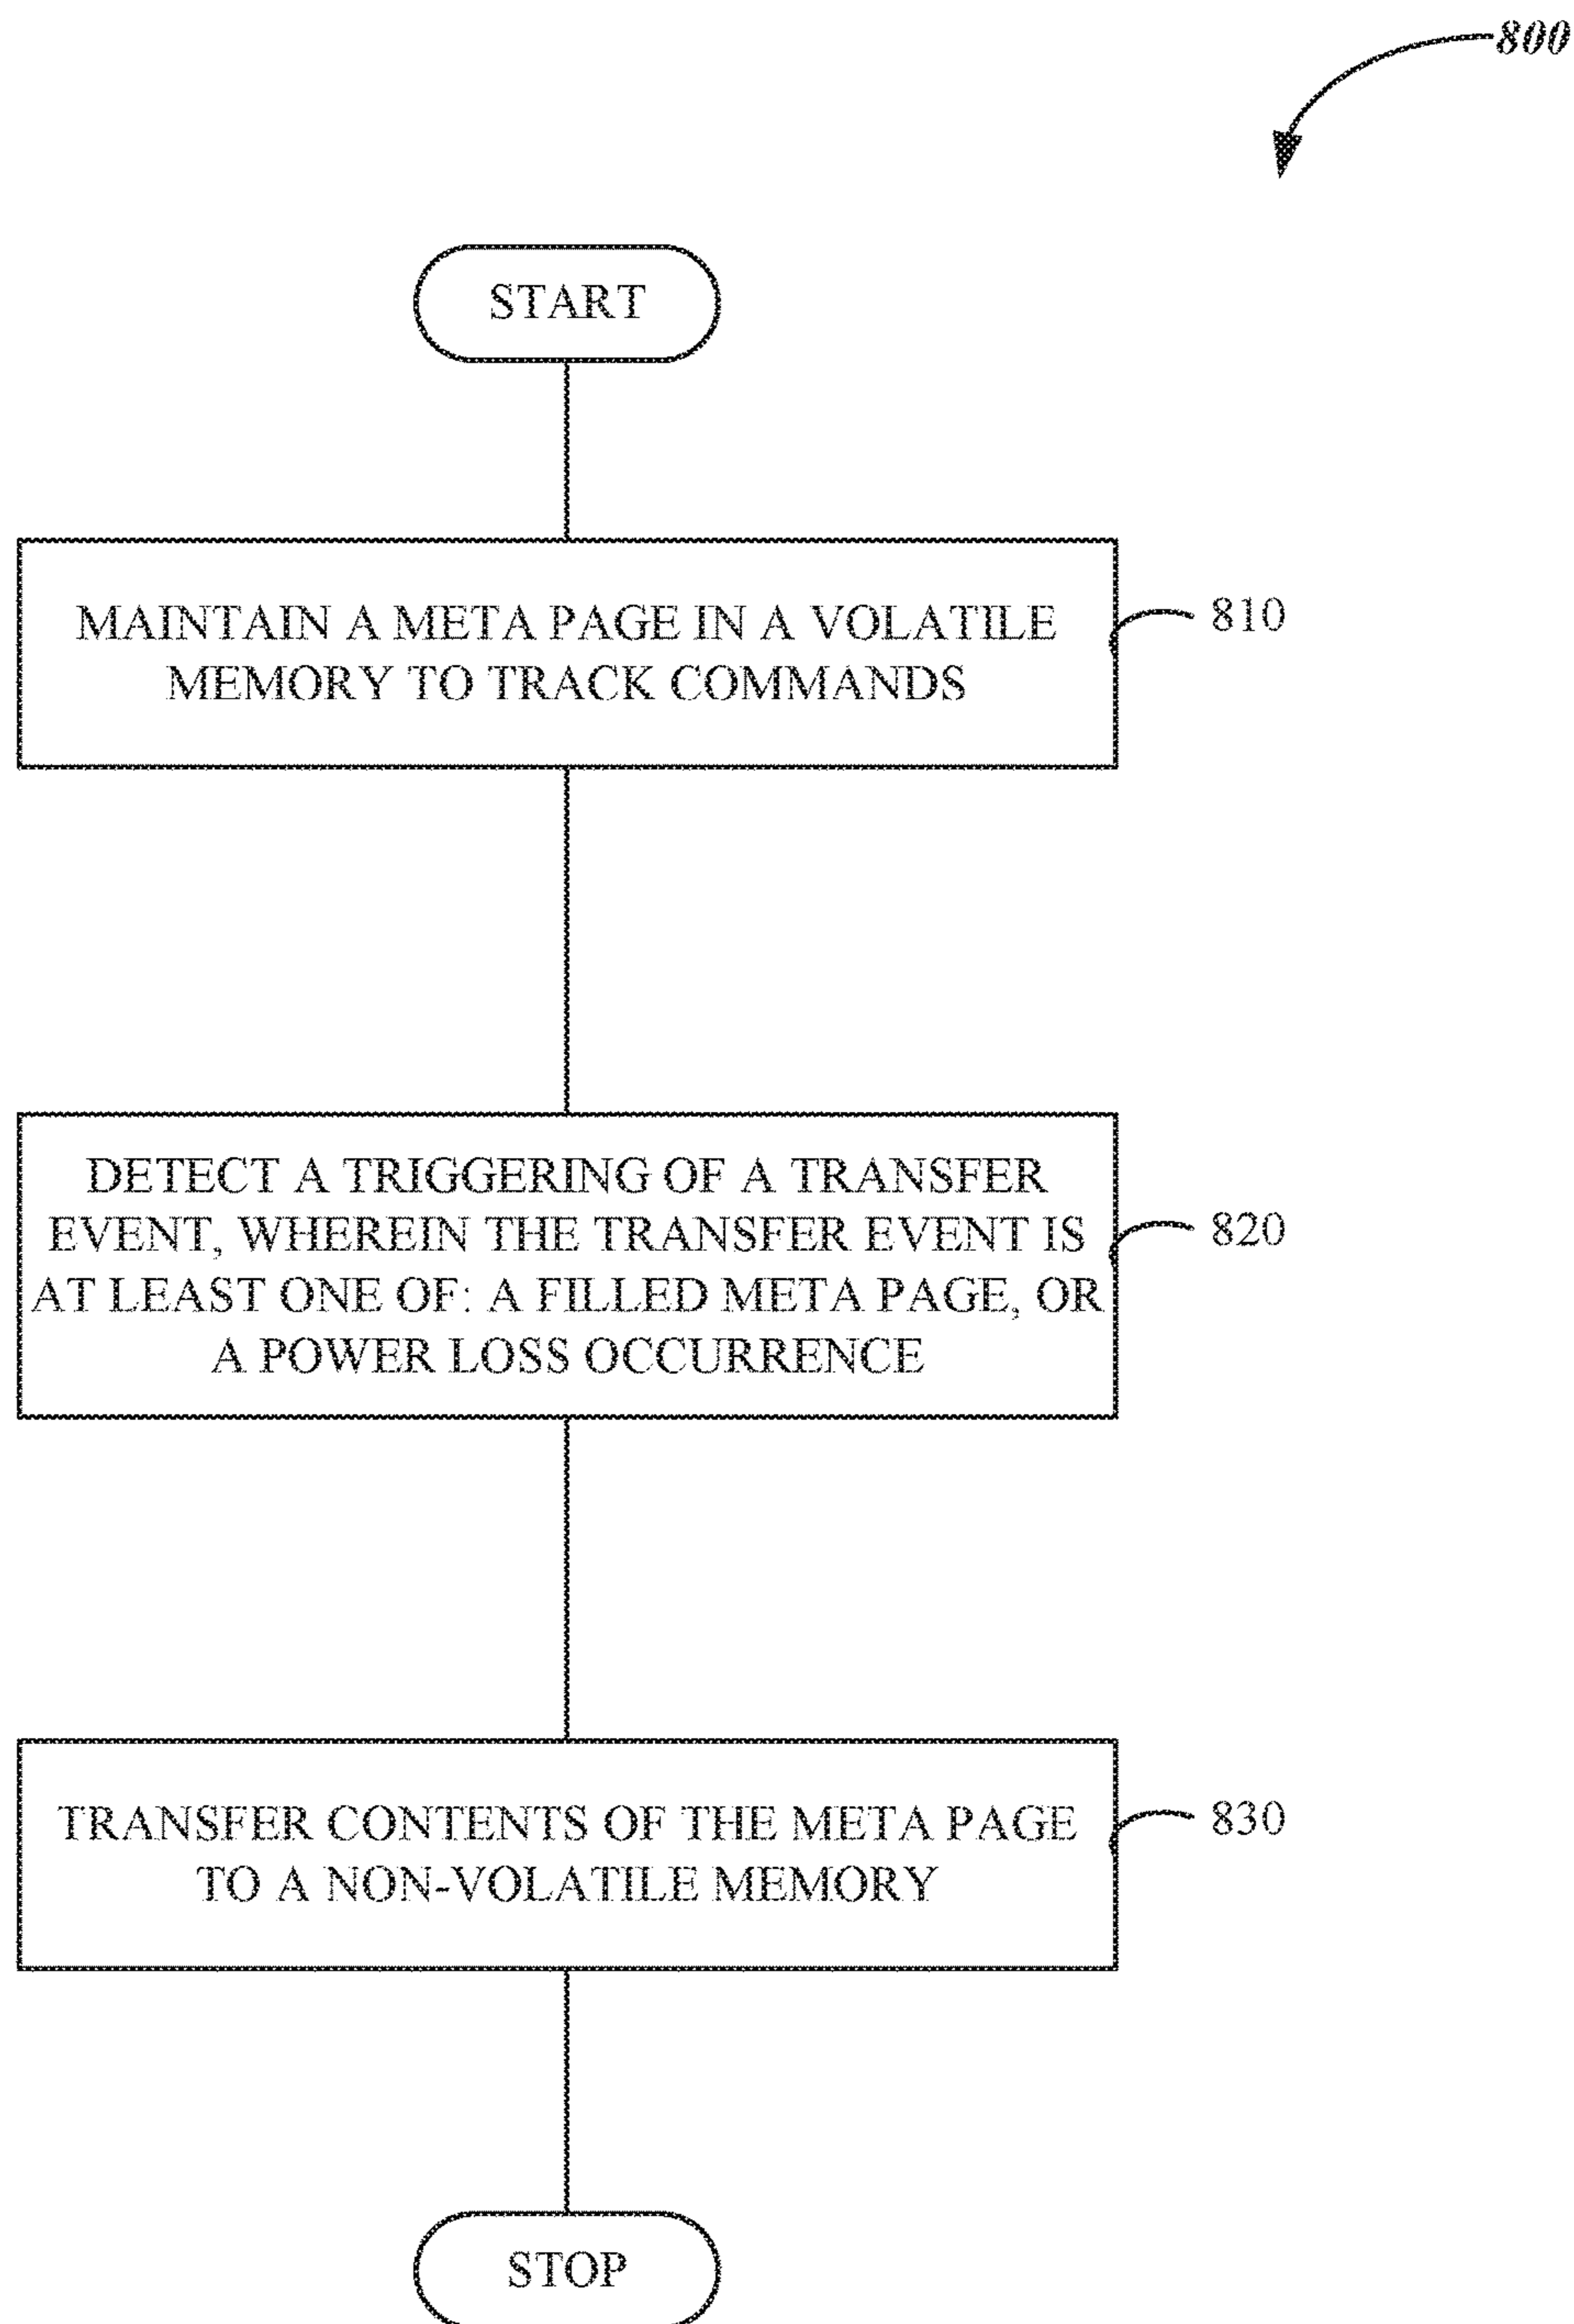 800
START
MAINTAIN A META PAGE IN A VOLATILE
MEMORY TO TRACK COMMANDS
810
DETECT A TRIGGERING OF A TRANSFER
EVENT, WHEREIN THE TRANSFER EVENT IS
AT LEAST ONE OF: A FILLED META PAGE, OR
A POWER LOSS OCCURRENCE
820
TRANSFER CONTENTS OF THE META PAGE
TO A NON-VOLATILE MEMORY
830
STOP